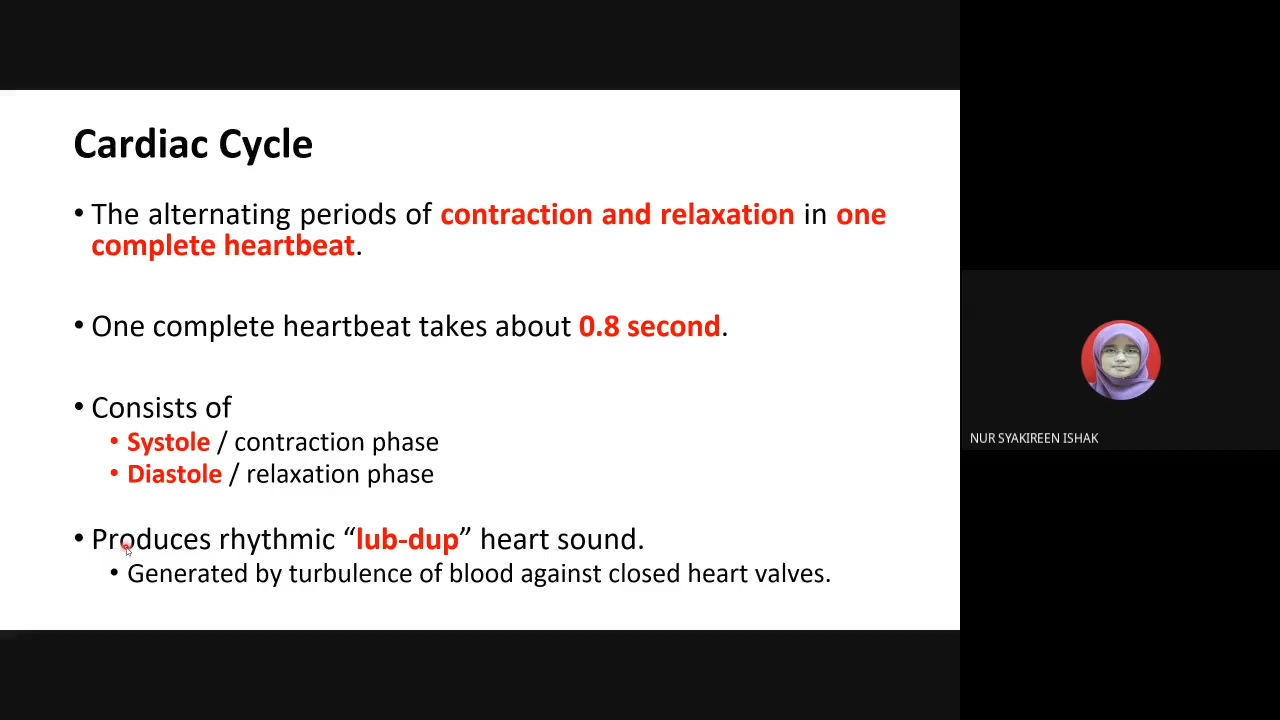 Cardiac Cycle
• The alternating periods of contraction and relaxation in one
complete heartbeat.
• One complete heartbeat takes about 0.8 second.
• Consists of
• Systole / contraction phase
• Diastole / relaxation phase
• Produces rhythmic “lub-dup” heart sound.
• Generated by turbulence of blood against closed heart valves.
NUR SYAKIREEN ISHAK